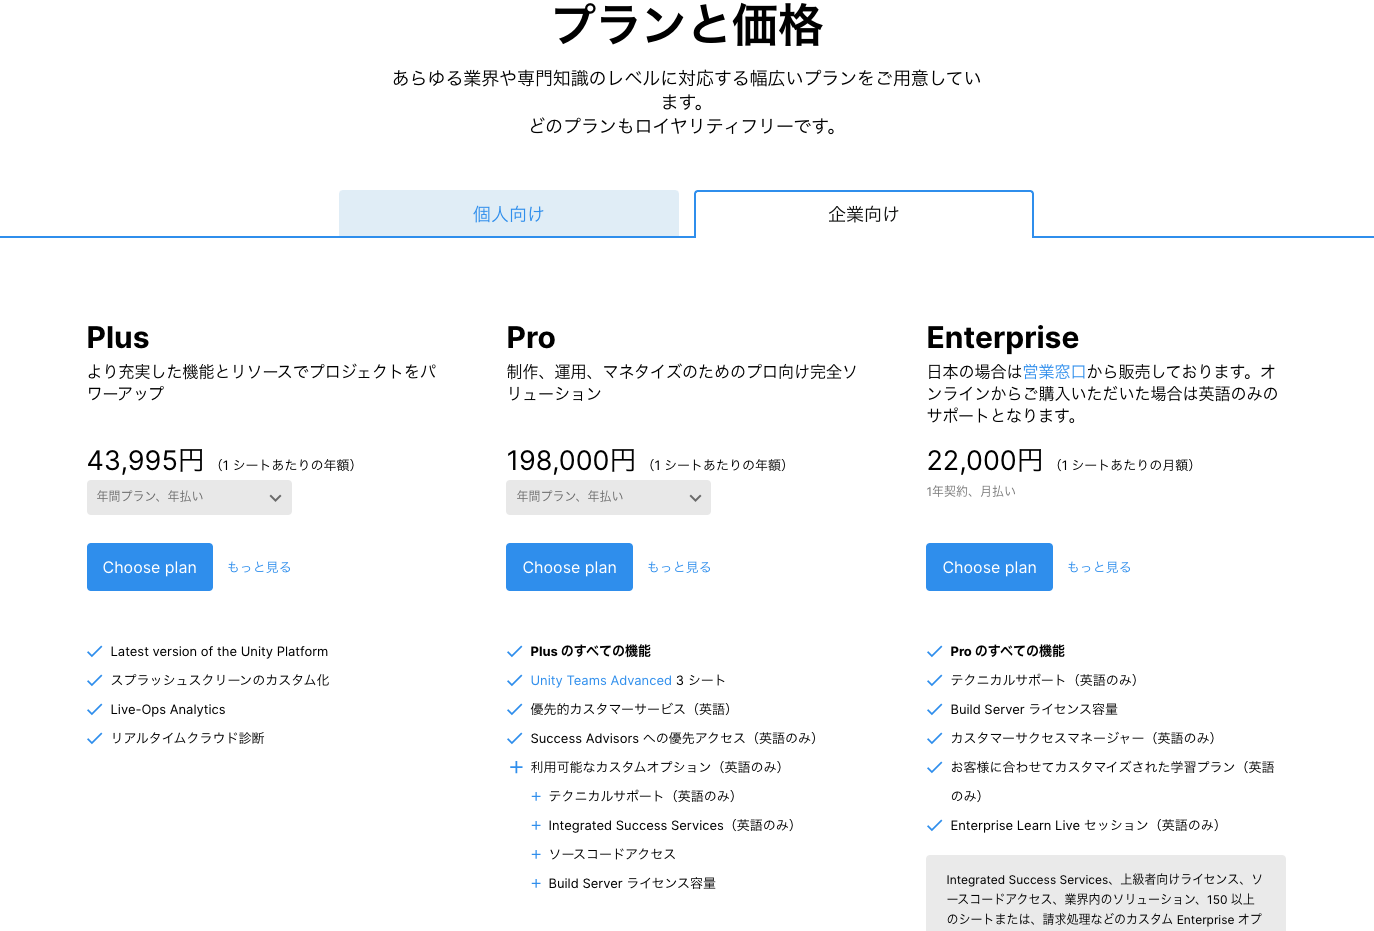 プランと価格
あらゆる業界や専門知識のレベルに対応する幅広いプランをご用意してい
ます。
どのプランもロイヤリティフリーです。
個人向け
企業向け
Plus
より充実した機能とリソースでプロジェクトをパ
ワーアップ
43,995円（1 シートあたりの年額）
年間プラン、年払い
Choose plan もっと見る
Latest version of the Unity Platform
スプラッシュスクリーンのカスタム化
Live-Ops Analytics
リアルタイムクラウド診断
Pro
制作、運用、マネタイズのためのプロ向け完全ソ
リューション
198,000円（1 シートあたりの年額）
年間プラン、年払い
Choose plan もっと見る
Plus のすべての機能
Unity Teams Advanced 3 シート
優先的カスタマーサービス（英語）
Success Advisors への優先アクセス（英語のみ）
利用可能なカスタムオプション（英語のみ）
テクニカルサポート（英語のみ）
Integrated Success Services（英語のみ）
ソースコードアクセス
Build Server ライセンス容量
Enterprise
日本の場合は営業窓口から販売しております。オ
ンラインからご購入いただいた場合は英語のみの
サポートとなります。
22,000円（1 シートあたりの月額）
1年契約、月払い
Choose plan もっと見る
Pro のすべての機能
テクニカルサポート（英語のみ）
Build Server ライセンス容量
カスタマーサクセスマネージャー（英語のみ）
お客様に合わせてカスタマイズされた学習プラン（英語
のみ）
Enterprise Learn Live セッション（英語のみ）
Integrated Success Services、上級者向けライセンス、ソ
ースコードアクセス、業界内のソリューション、150 以上
のシートまたは、請求処理などのカスタム Enterprise オプ